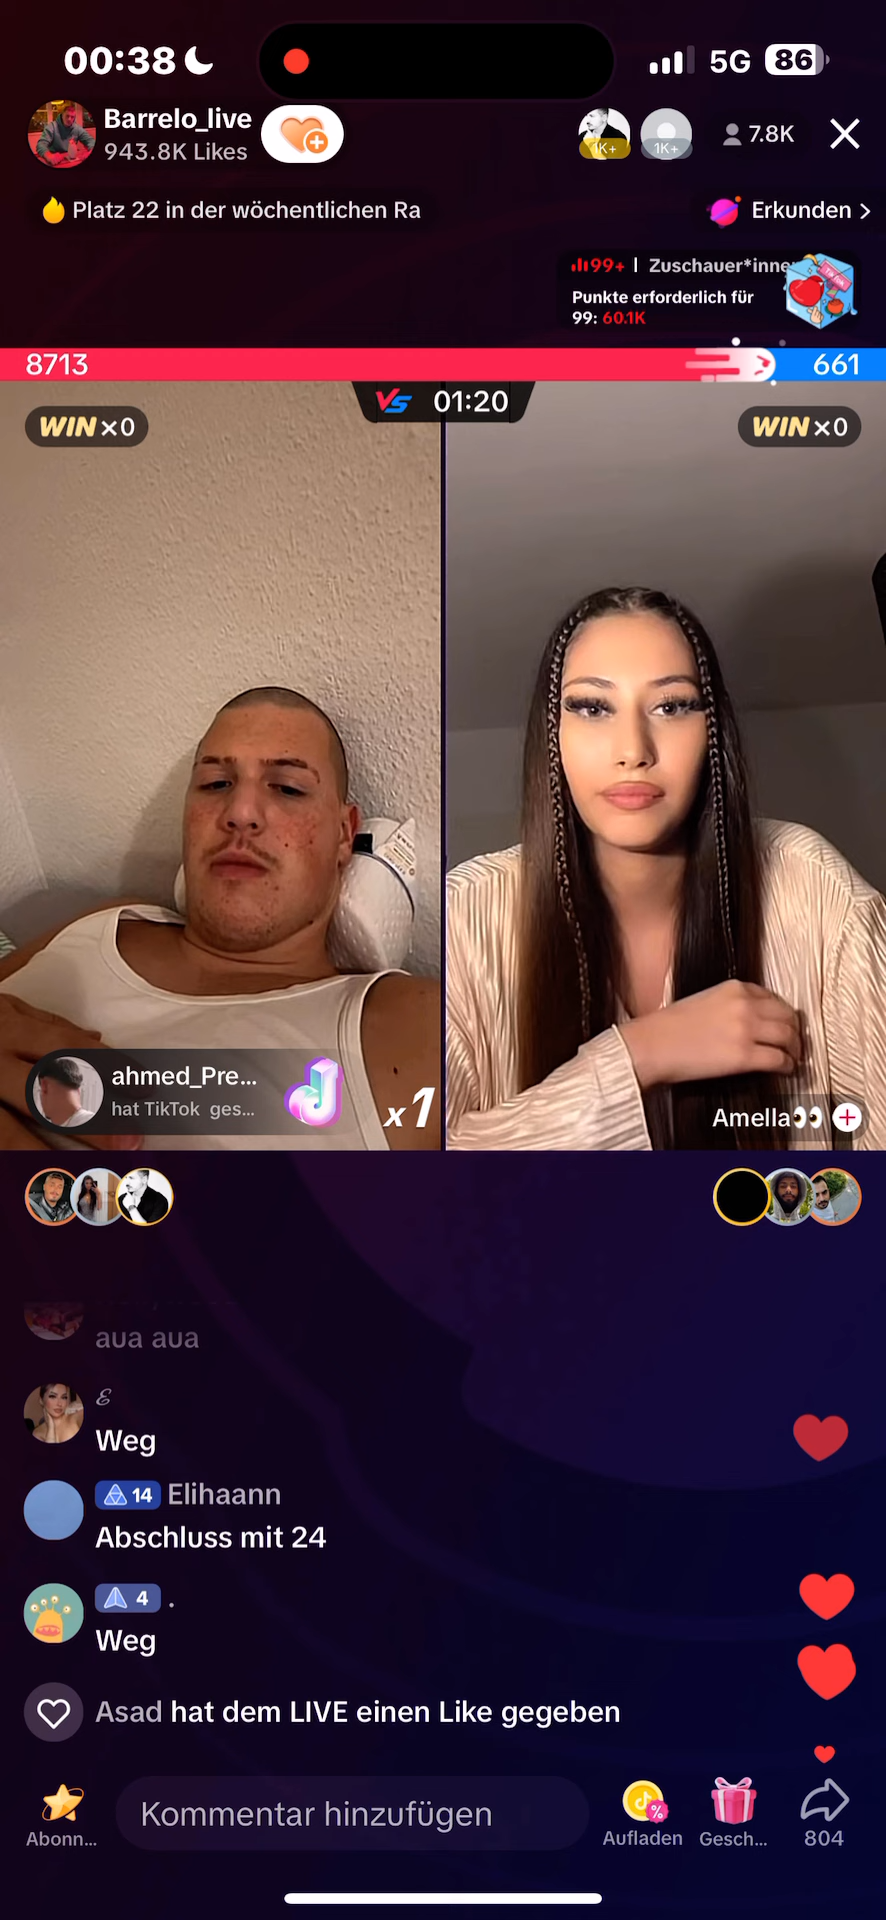 00:38
5G
86
Barrelo_live
943.8K Likes
1K+
1K+
7.8K
Platz 22 in der wöchentlichen Ra
Erkunden >
99+ | Zuschauer*inne
Punkte erforderlich für
99: 60.1K
8713
661
VS 01:20
WIN x0
WIN x0
ahmed_Pre...
hat TikTok ges...
x1
Amella👀
aua aua
ℰ
Weg
14 Elihaann
Abschluss mit 24
4 .
Weg
Asad hat dem LIVE einen Like gegeben
Abonn...
Kommentar hinzufügen
Aufladen
Gesch...
804